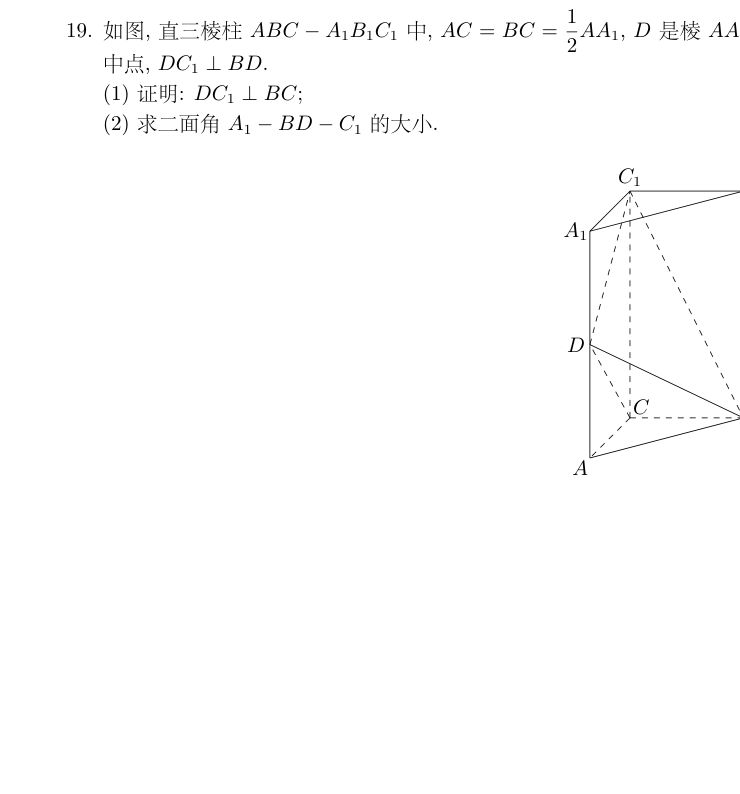 19. 如图, 直三棱柱 ABC − A₁B₁C₁ 中, AC = BC = \frac{1}{2}AA₁, D 是棱 AA
中点, DC₁ ⊥ BD.
(1) 证明: DC₁ ⊥ BC;
(2) 求二面角 A₁ − BD − C₁ 的大小.
C₁
A₁
D
C
A